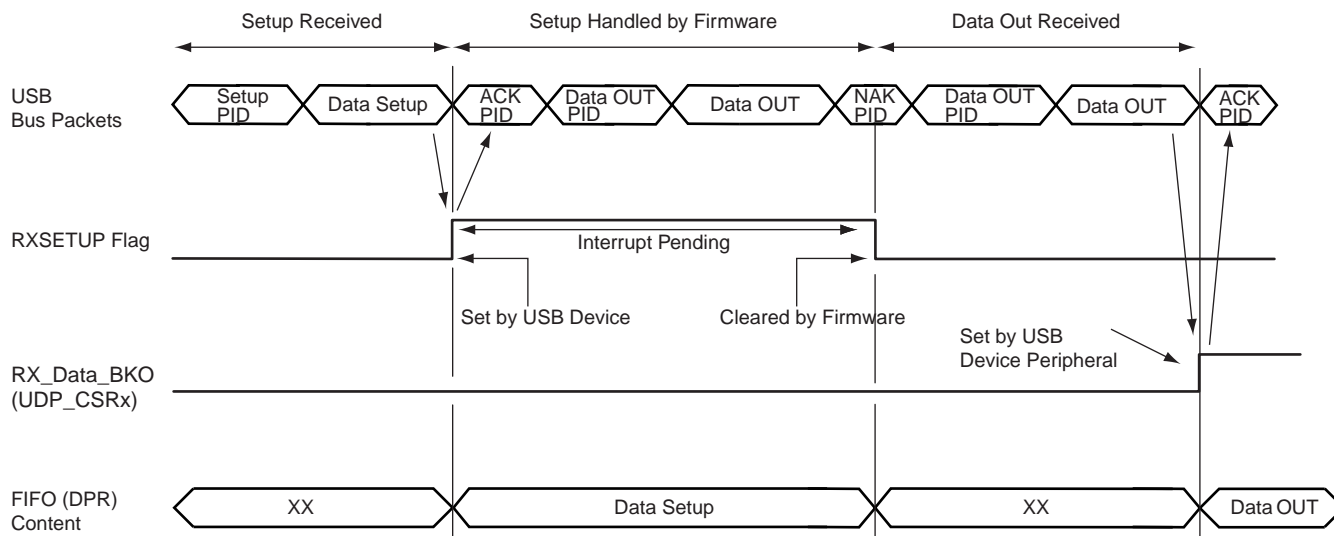 Setup Received
Setup Handled by Firmware
Data Out Received
USB
Bus Packets
Setup
PID
Data Setup
ACK
PID
Data OUT
PID
Data OUT
NAK
PID
Data OUT
PID
Data OUT
ACK
PID
RXSETUP Flag
Interrupt Pending
Set by USB Device
Cleared by Firmware
Set by USB
Device Peripheral
RX_Data_BKO
(UDP_CSRx)
FIFO (DPR)
Content
XX
Data Setup
XX
Data OUT